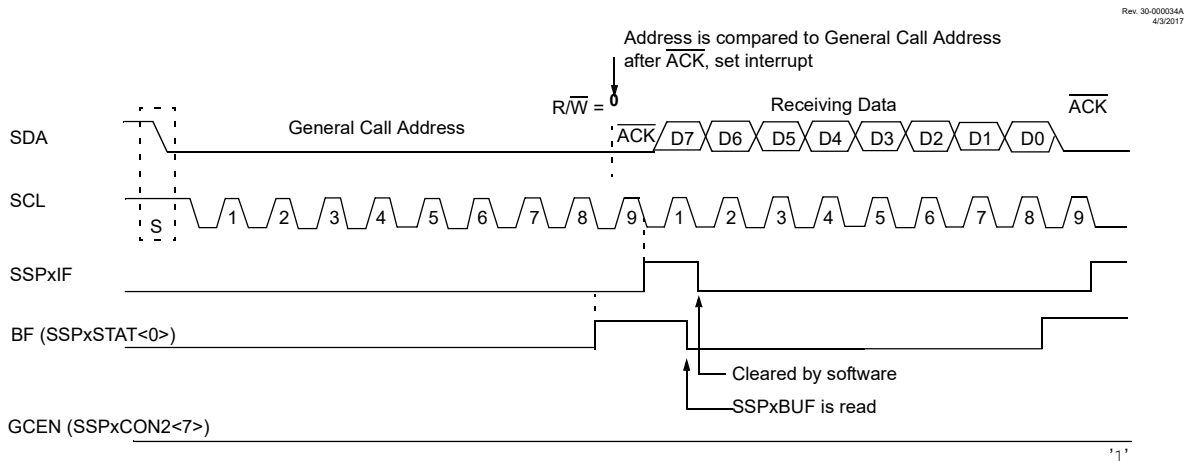 Rev. 30-000034A
4/3/2017
Address is compared to General Call Address
after ACK, set interrupt
R/W = 0
Receiving Data
ACK
SDA
General Call Address
ACK D7 D6 D5 D4 D3 D2 D1 D0
SCL
S
1 2 3 4 5 6 7 8 9 1 2 3 4 5 6 7 8 9
SSPxIF
BF (SSPxSTAT<0>)
Cleared by software
SSPxBUF is read
GCEN (SSPxCON2<7>)
'1'